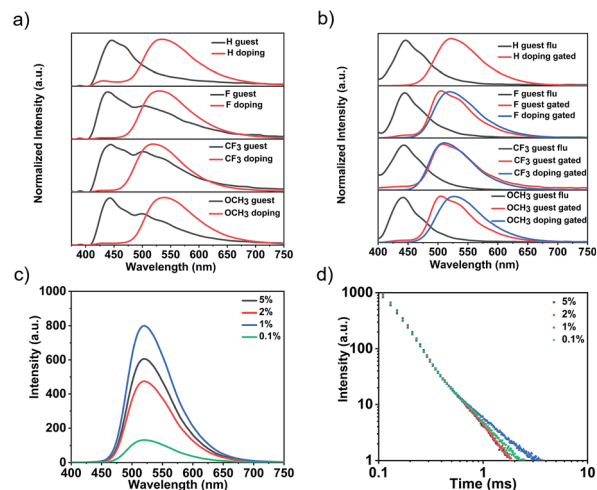 a)
Normalized Intensity (a.u.)
H guest
H doping
F guest
F doping
CF3 guest
CF3 doping
OCH3 guest
OCH3 doping
400 450 500 550 600 650 700 750
Wavelength (nm)
b)
Normalized Intensity (a.u.)
H guest flu
H doping gated
F guest flu
F guest gated
F doping gated
CF3 guest flu
CF3 guest gated
CF3 doping gated
OCH3 guest flu
OCH3 guest gated
OCH3 doping gated
400 450 500 550 600 650 700 750
Wavelength (nm)
c)
Intensity (a.u.)
1000
800
600
400
200
0
5%
2%
1%
0.1%
400 450 500 550 600 650 700 750
Wavelength (nm)
d)
Intensity (a.u.)
1000
100
10
1
5%
2%
1%
0.1%
0.1 1 10
Time (ms)